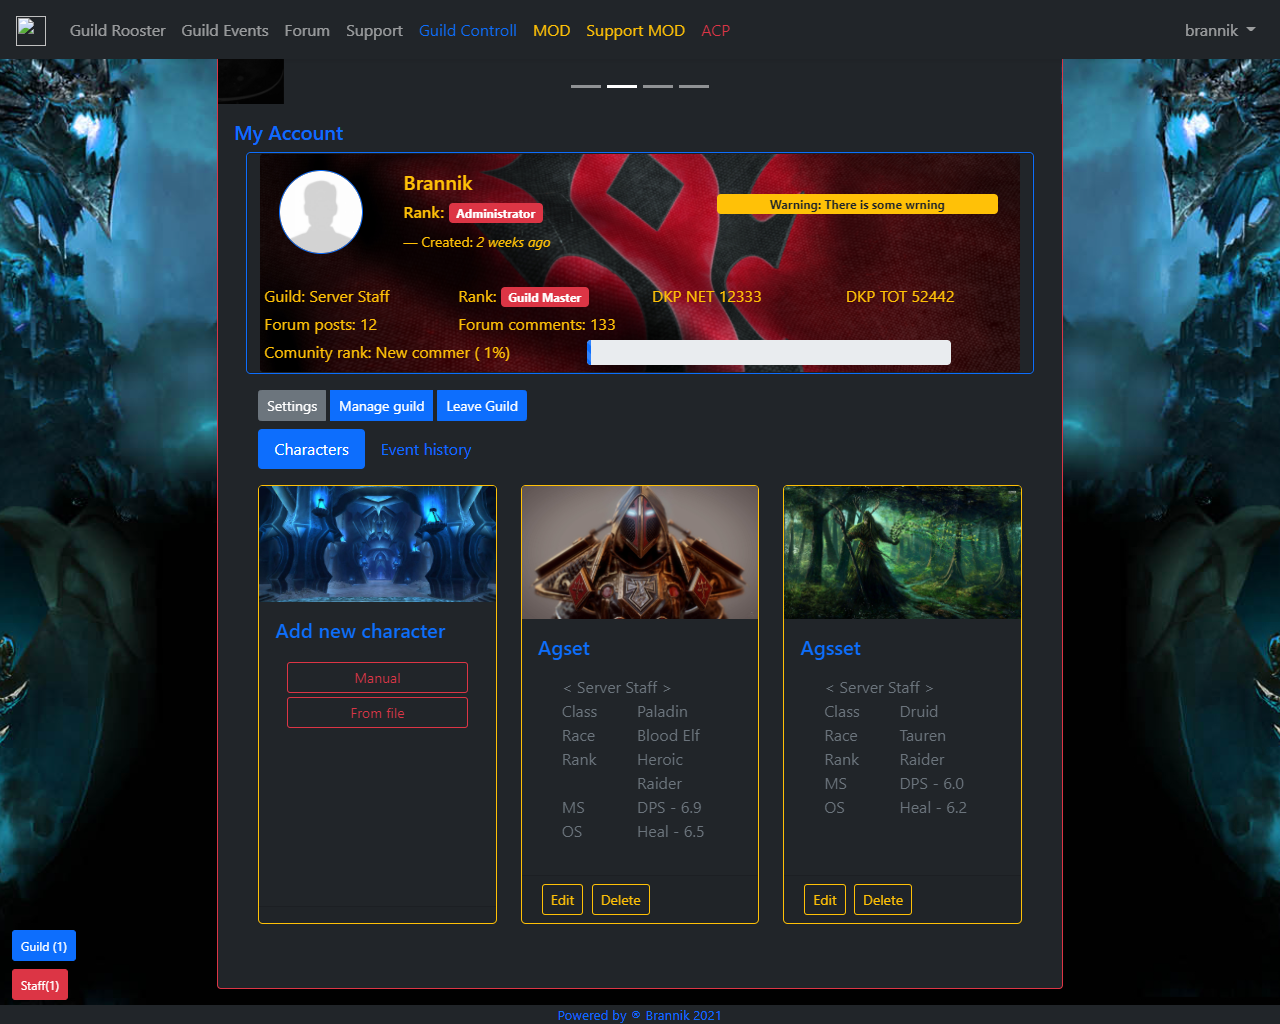 Guild Rooster Guild Events Forum Support Guild Controll MOD Support MOD ACP brannik
My Account
Brannik
Rank: Administrator
— Created: 2 weeks ago
Warning: There is some wrning
Guild: Server Staff Rank: Guild Master DKP NET 12333 DKP TOT 52442
Forum posts: 12 Forum comments: 133
Comunity rank: New commer ( 1%)
Settings Manage guild Leave Guild
Characters Event history
Add new character
Manual
From file
Agset
< Server Staff >
Class Paladin
Race Blood Elf
Rank Heroic
Raider
MS DPS - 6.9
OS Heal - 6.5
Edit Delete
Agsset
< Server Staff >
Class Druid
Race Tauren
Rank Raider
MS DPS - 6.0
OS Heal - 6.2
Edit Delete
Guild (1)
Staff(1)
Powered by ® Brannik 2021